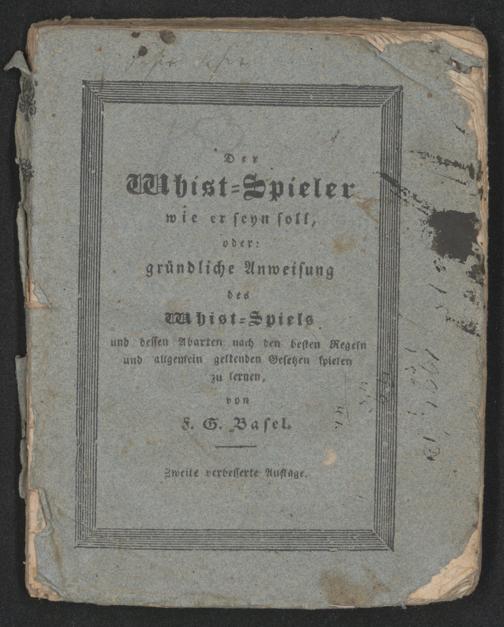 Der
Whist=Spieler
wie er seyn soll,
oder:
gründliche Anweisung
des
Whist=Spiels
und dessen Abarten nach den besten Regeln
und allgemein geltenden Gesetzen spielen
zu lernen,
von
F. G. Basel.
Zweite verbesserte Auflage.